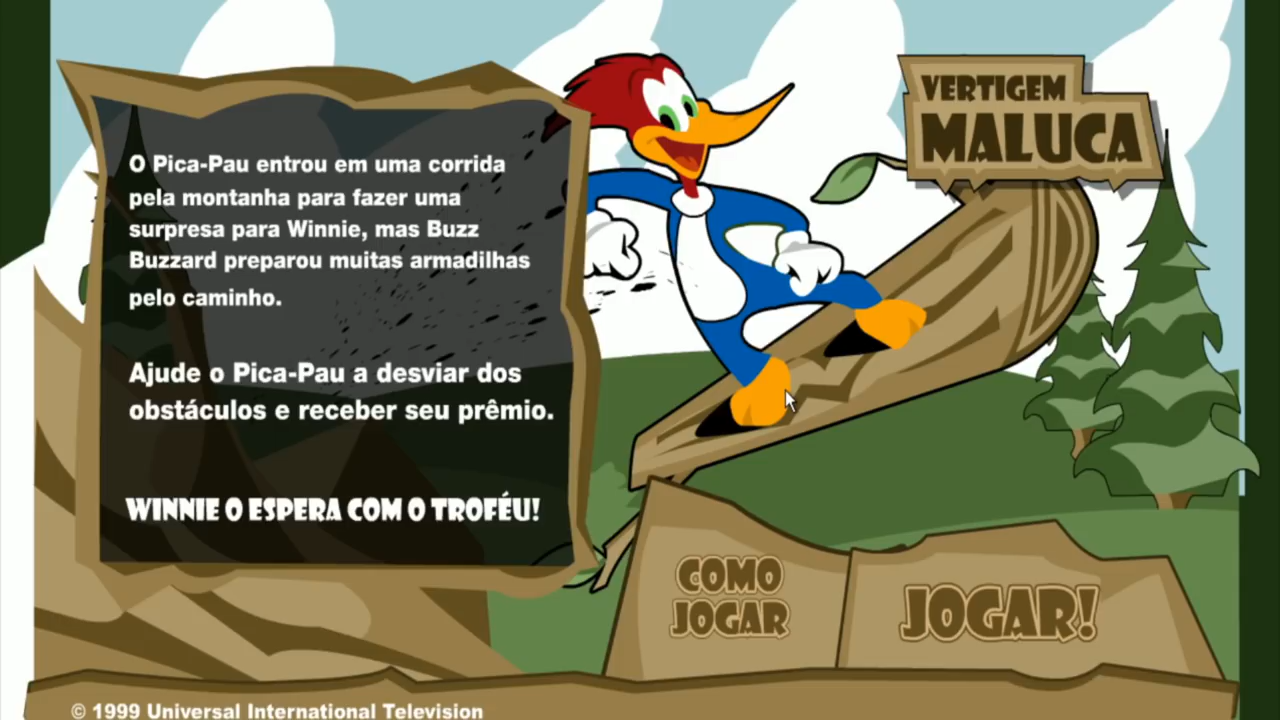 VERTIGEM
MALUCA
O Pica-Pau entrou em uma corrida
pela montanha para fazer uma
surpresa para Winnie, mas Buzz
Buzzard preparou muitas armadilhas
pelo caminho.
Ajude o Pica-Pau a desviar dos
obstáculos e receber seu prêmio.
WINNIE O ESPERA COM O TROFÉU!
COMO
JOGAR
JOGAR!
© 1999 Universal International Television